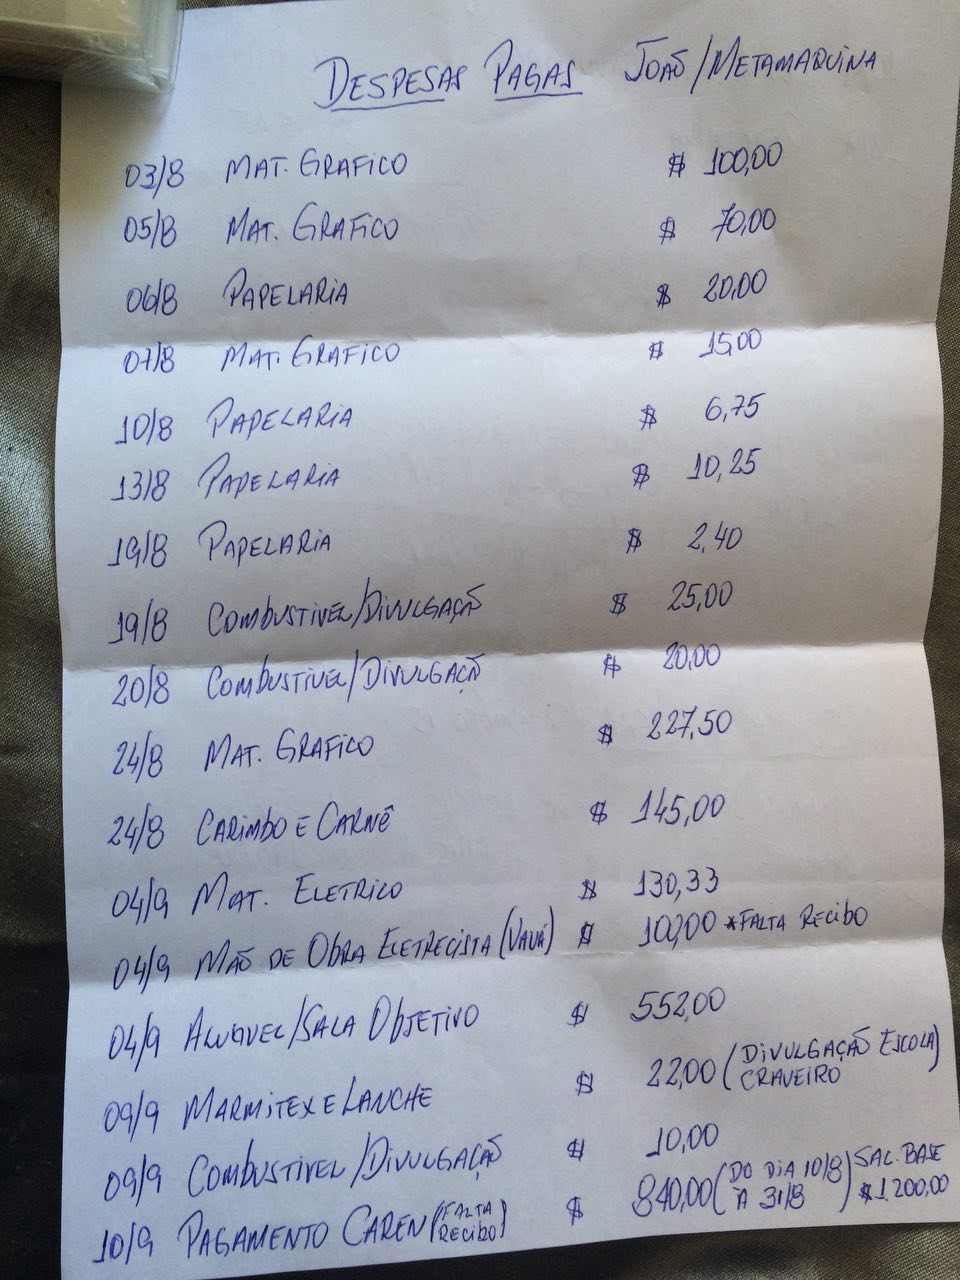 DESPESAS PAGAS JOÃO/METAMAQUINA
03/8 MAT. GRAFICO $ 100,00
05/8 MAT. GRAFICO $ 70,00
06/8 PAPELARIA $ 20,00
07/8 MAT. GRAFICO $ 15,00
10/8 PAPELARIA $ 6,75
13/8 PAPELARIA $ 10,25
19/8 PAPELARIA $ 2,40
19/8 COMBUSTIVEL/DIVULGAÇÃO $ 25,00
20/8 COMBUSTIVEL/DIVULGAÇÃO $ 20,00
24/8 MAT. GRAFICO $ 227,50
24/8 CARIMBO E CARNÊ $ 145,00
04/9 MAT. ELETRICO $ 130,33
04/9 MÃO DE OBRA ELETRECISTA (VAVÁ) $ 100,00 *FALTA RECIBO
04/9 ALUGUEL/SALA OBJETIVO $ 552,00
09/9 MARMITEX E LANCHE $ 22,00 (DIVULGAÇÃO ESCOLA CRAVEIRO)
09/9 COMBUSTIVEL/DIVULGAÇÃO $ 10,00
10/9 PAGAMENTO CAREN (FALTA RECIBO) $ 840,00 (DO DIA 10/8 À 31/8) SAL. BASE $1.200,00